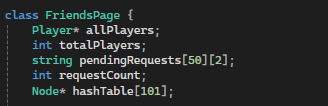 class FriendsPage {
Player* allPlayers;
int totalPlayers;
string pendingRequests[50][2];
int requestCount;
Node* hashTable[101];